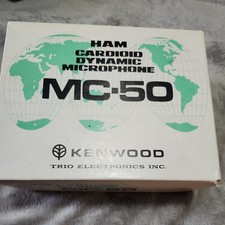 HAM
CARDIOID
DYNAMIC
MICROPHONE
MC-50
KENWOOD
TRIO ELECTRONICS INC.